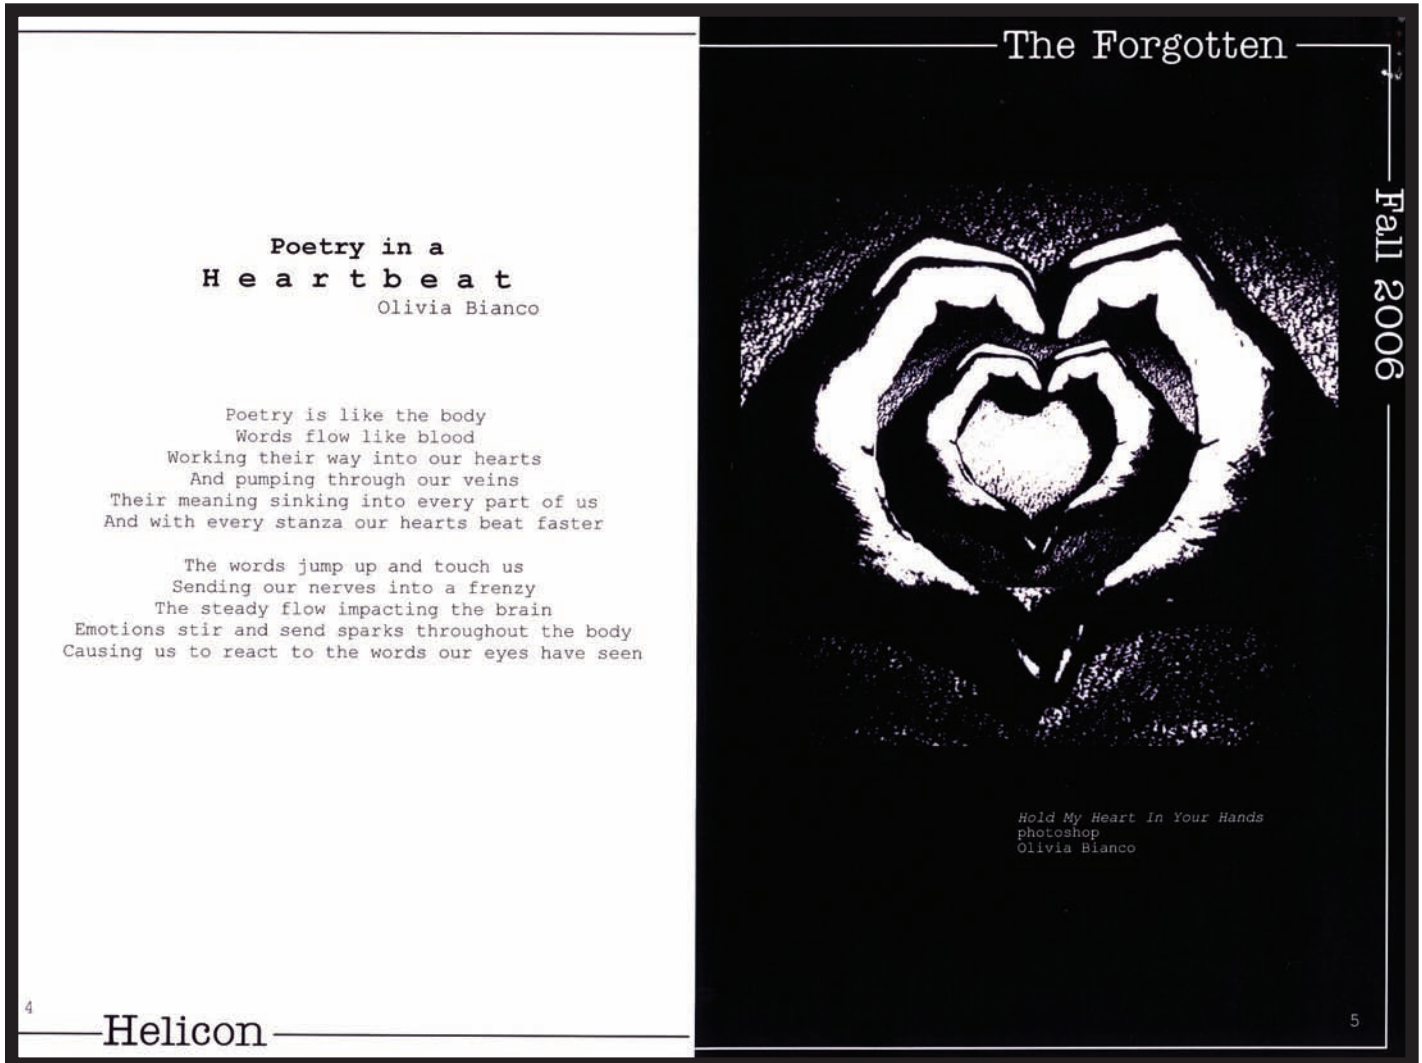 Poetry in a
Heartbeat
Olivia Bianco
Poetry is like the body
Words flow like blood
Working their way into our hearts
And pumping through our veins
Their meaning sinking into every part of us
And with every stanza our hearts beat faster
The words jump up and touch us
Sending our nerves into a frenzy
The steady flow impacting the brain
Emotions stir and send sparks throughout the body
Causing us to react to the words our eyes have seen
4
Helicon
The Forgotten
Fall 2006
Hold My Heart In Your Hands
photoshop
Olivia Bianco
5